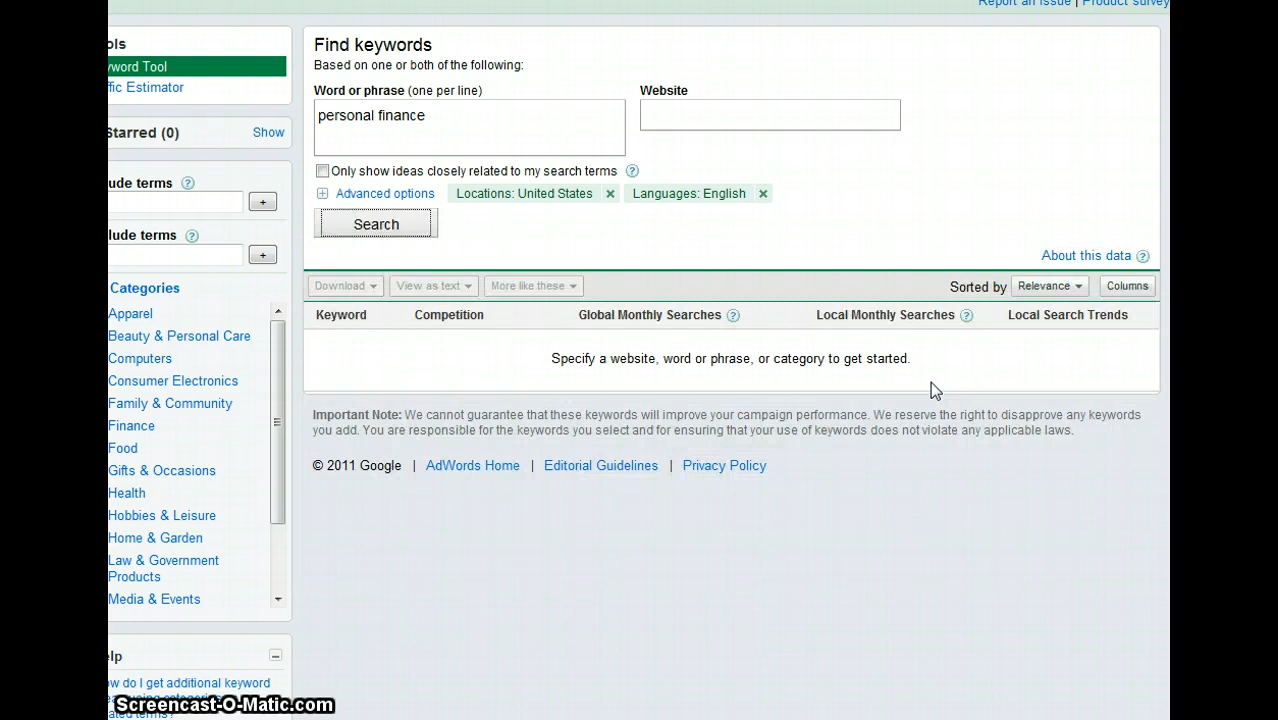 Report an issue | Product survey
ols
yword Tool
ffic Estimator
Starred (0) Show
ude terms
+
lude terms
+
Categories
Apparel
Beauty & Personal Care
Computers
Consumer Electronics
Family & Community
Finance
Food
Gifts & Occasions
Health
Hobbies & Leisure
Home & Garden
Law & Government
Products
Media & Events
elp
ow do I get additional keyword
Find keywords
Based on one or both of the following:
Word or phrase (one per line) Website
personal finance
Only show ideas closely related to my search terms
Advanced options Locations: United States Languages: English
Search
About this data
Download View as text More like these Sorted by Relevance Columns
Keyword Competition Global Monthly Searches Local Monthly Searches Local Search Trends
Specify a website, word or phrase, or category to get started.
Important Note: We cannot guarantee that these keywords will improve your campaign performance. We reserve the right to disapprove any keywords
you add. You are responsible for the keywords you select and for ensuring that your use of keywords does not violate any applicable laws.
© 2011 Google | AdWords Home | Editorial Guidelines | Privacy Policy
Screencast-O-Matic.com